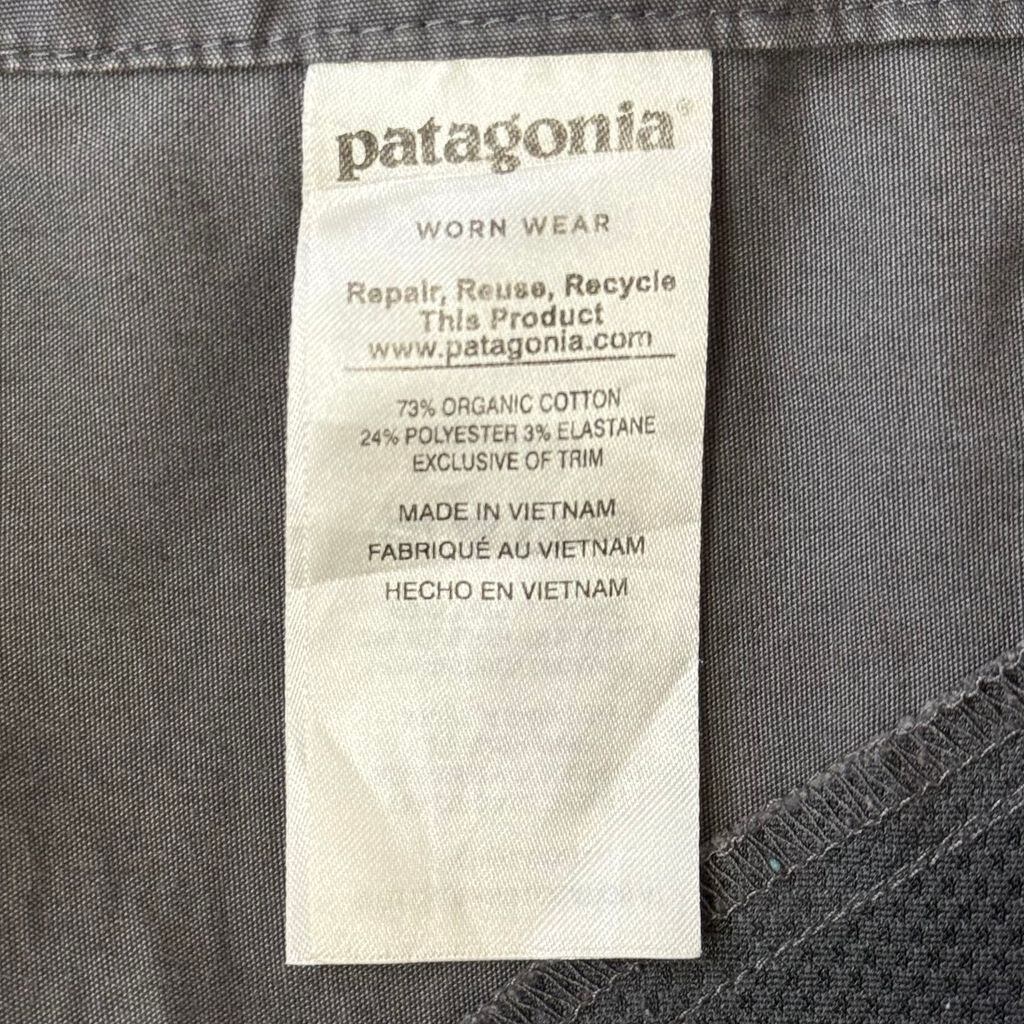 patagonia®
WORN WEAR
Repair, Reuse, Recycle
This Product
www.patagonia.com
73% ORGANIC COTTON
24% POLYESTER 3% ELASTANE
EXCLUSIVE OF TRIM
MADE IN VIETNAM
FABRIQUÉ AU VIETNAM
HECHO EN VIETNAM